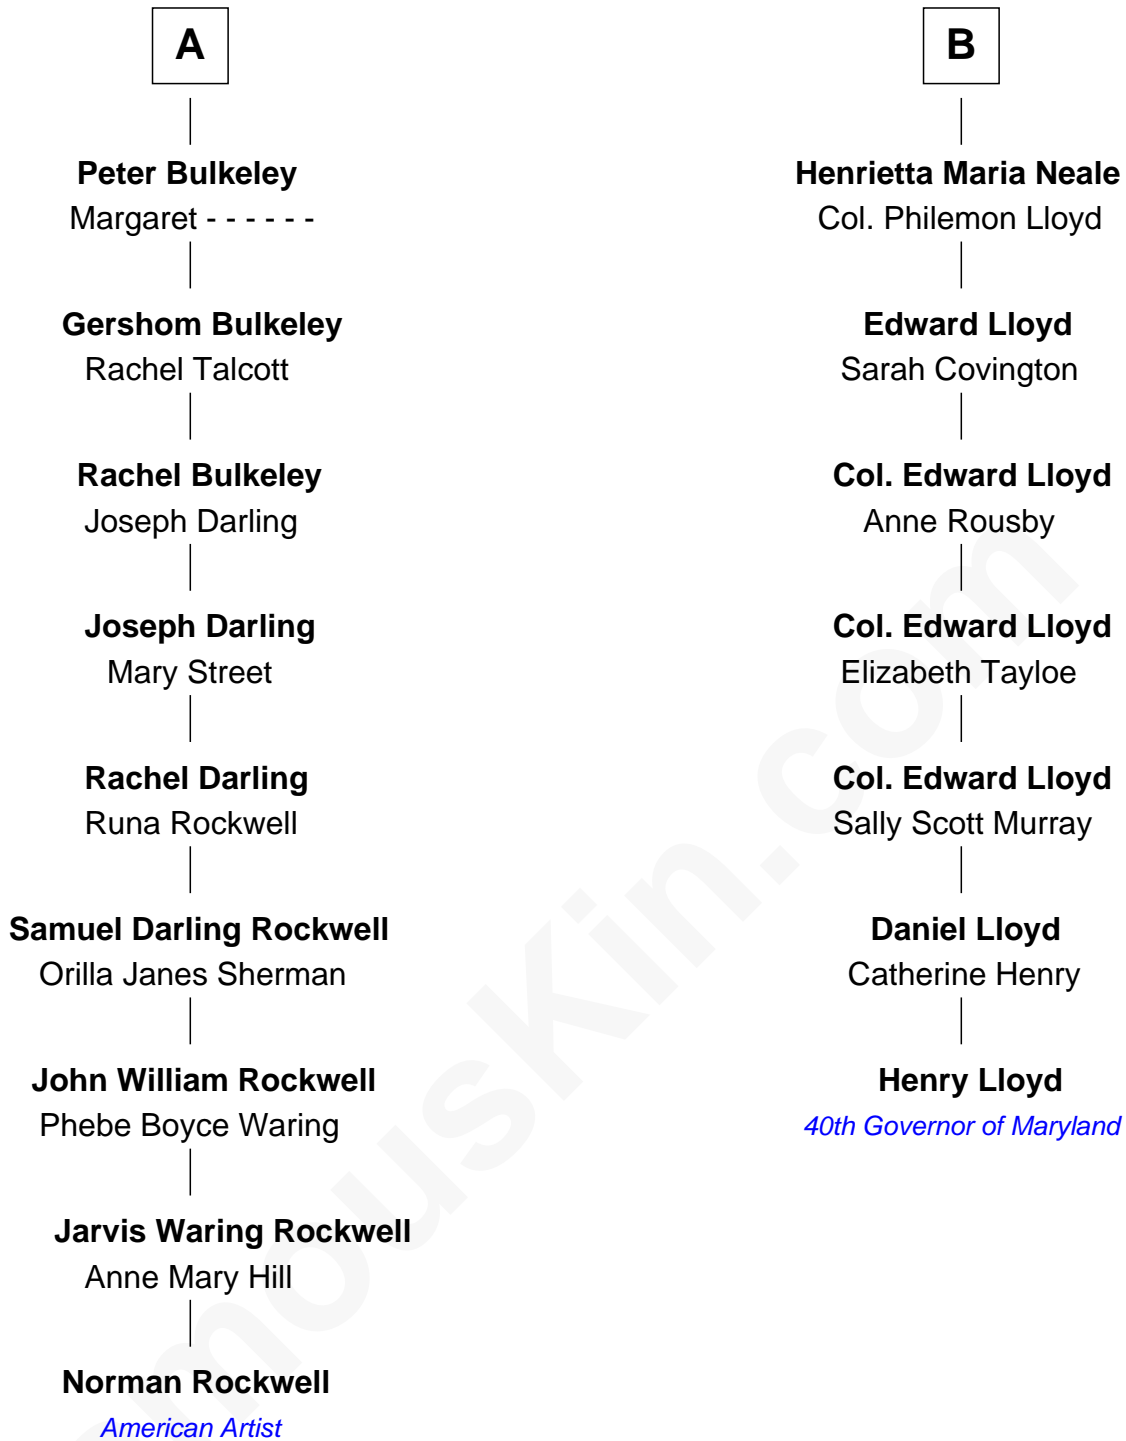 A
Peter Bulkeley
Margaret - - - - - -
Gershom Bulkeley
Rachel Talcott
Rachel Bulkeley
Joseph Darling
Joseph Darling
Mary Street
Rachel Darling
Runa Rockwell
Samuel Darling Rockwell
Orilla Janes Sherman
John William Rockwell
Phebe Boyce Waring
Jarvis Waring Rockwell
Anne Mary Hill
Norman Rockwell
American Artist
B
Henrietta Maria Neale
Col. Philemon Lloyd
Edward Lloyd
Sarah Covington
Col. Edward Lloyd
Anne Rousby
Col. Edward Lloyd
Elizabeth Tayloe
Col. Edward Lloyd
Sally Scott Murray
Daniel Lloyd
Catherine Henry
Henry Lloyd
40th Governor of Maryland
mousKin.com